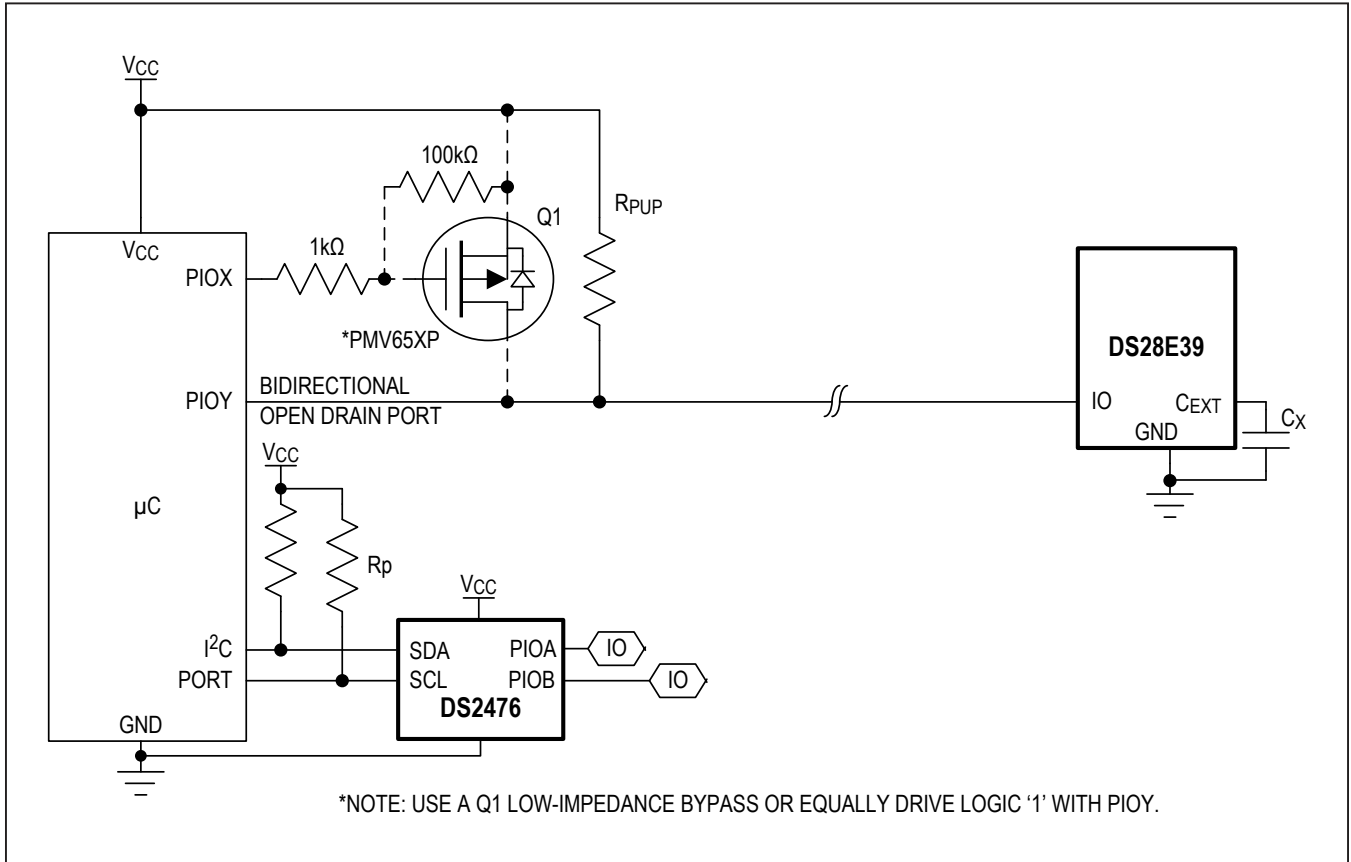 VCC
100kΩ
Q1
RPUP
VCC
1kΩ
PIOX
*PMV65XP
DS28E39
PIOY
BIDIRECTIONAL
OPEN DRAIN PORT
IO
CEXT
CX
GND
VCC
µC
Rp
VCC
I²C
SDA
PIOA
IO
PORT
SCL
PIOB
IO
DS2476
GND
*NOTE: USE A Q1 LOW-IMPEDANCE BYPASS OR EQUALLY DRIVE LOGIC ‘1’ WITH PIOY.